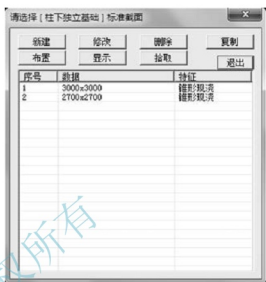 请选择[柱下独立基础]标准截面
新建 修改 删除 复制
布置 显示 拾取 退出
序号 数据 特征
1 3000x3000 锥形现浇
2 2700x2700 锥形现浇
所有